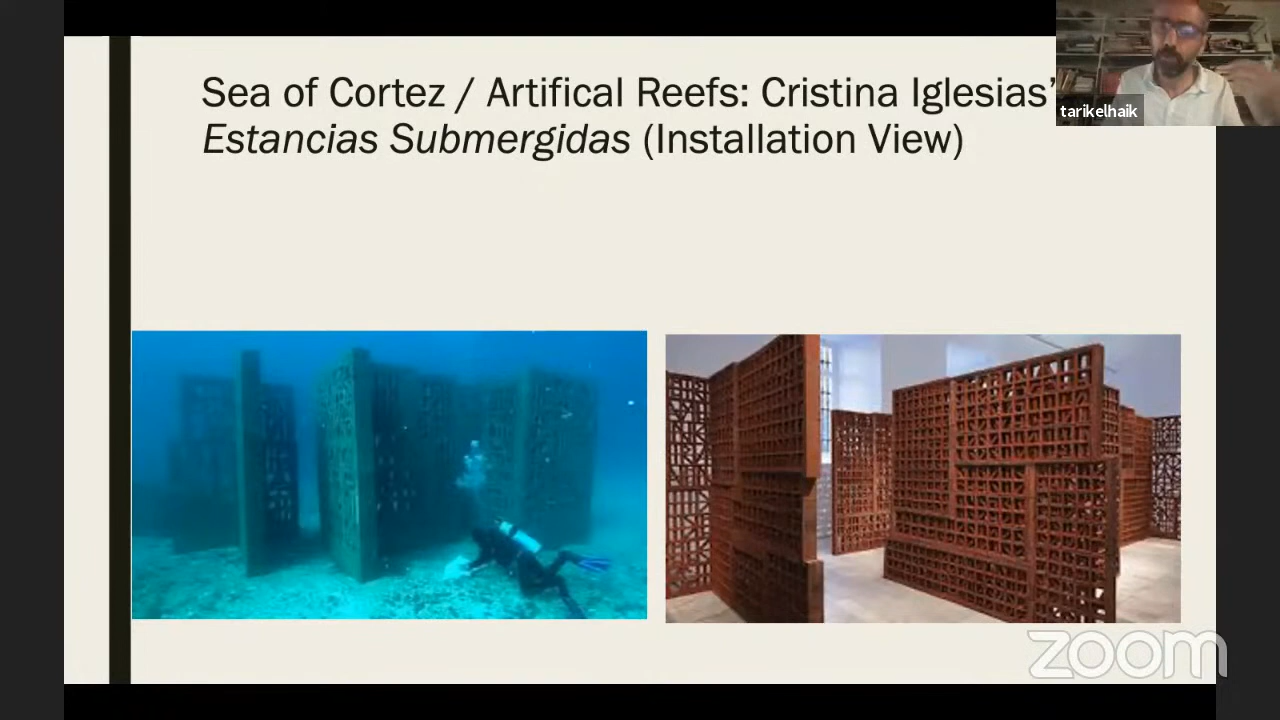 Sea of Cortez / Artifical Reefs: Cristina Iglesias'
Estancias Submergidas (Installation View)
tarikelhaik
zoom